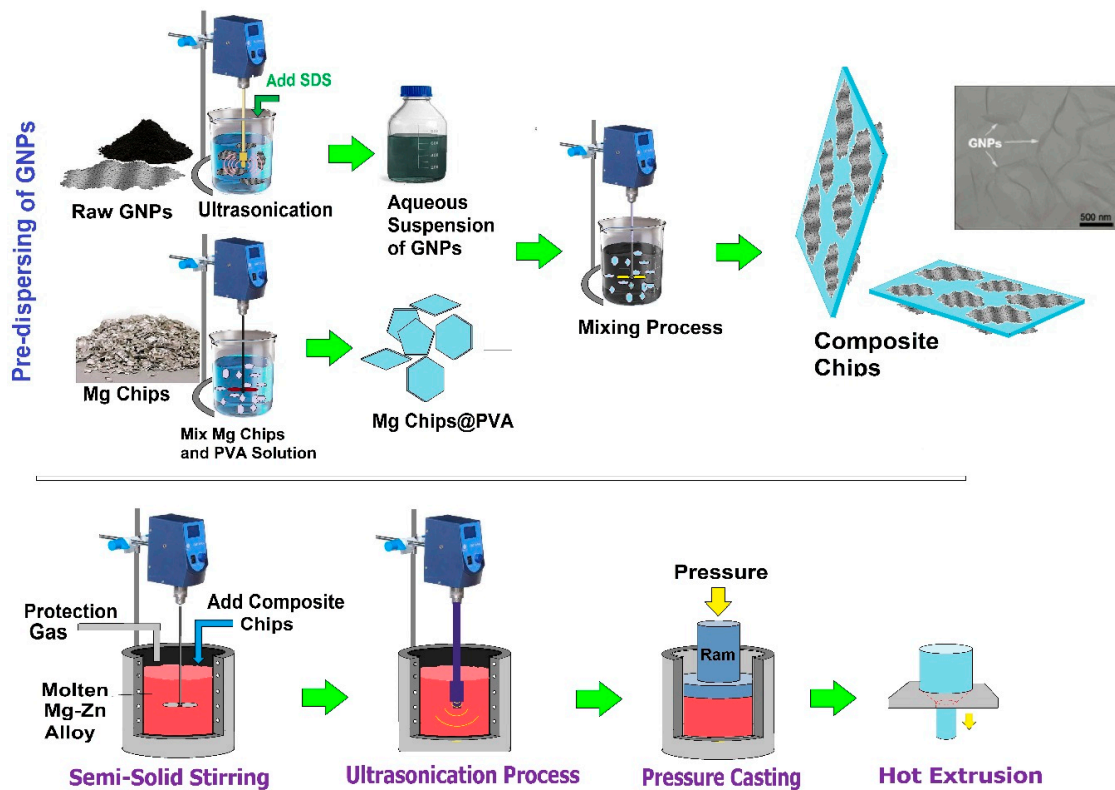 Pre-dispersing of GNPs
Add SDS
Raw GNPs
Ultrasonication
Aqueous
Suspension
of GNPs
Mg Chips
Mix Mg Chips
and PVA Solution
Mg Chips@PVA
Mixing Process
Composite
Chips
GNPs
500 nm
Protection
Gas
Add Composite
Chips
Molten
Mg-Zn
Alloy
Semi-Solid Stirring
Ultrasonication Process
Pressure
Ram
Pressure Casting
Hot Extrusion